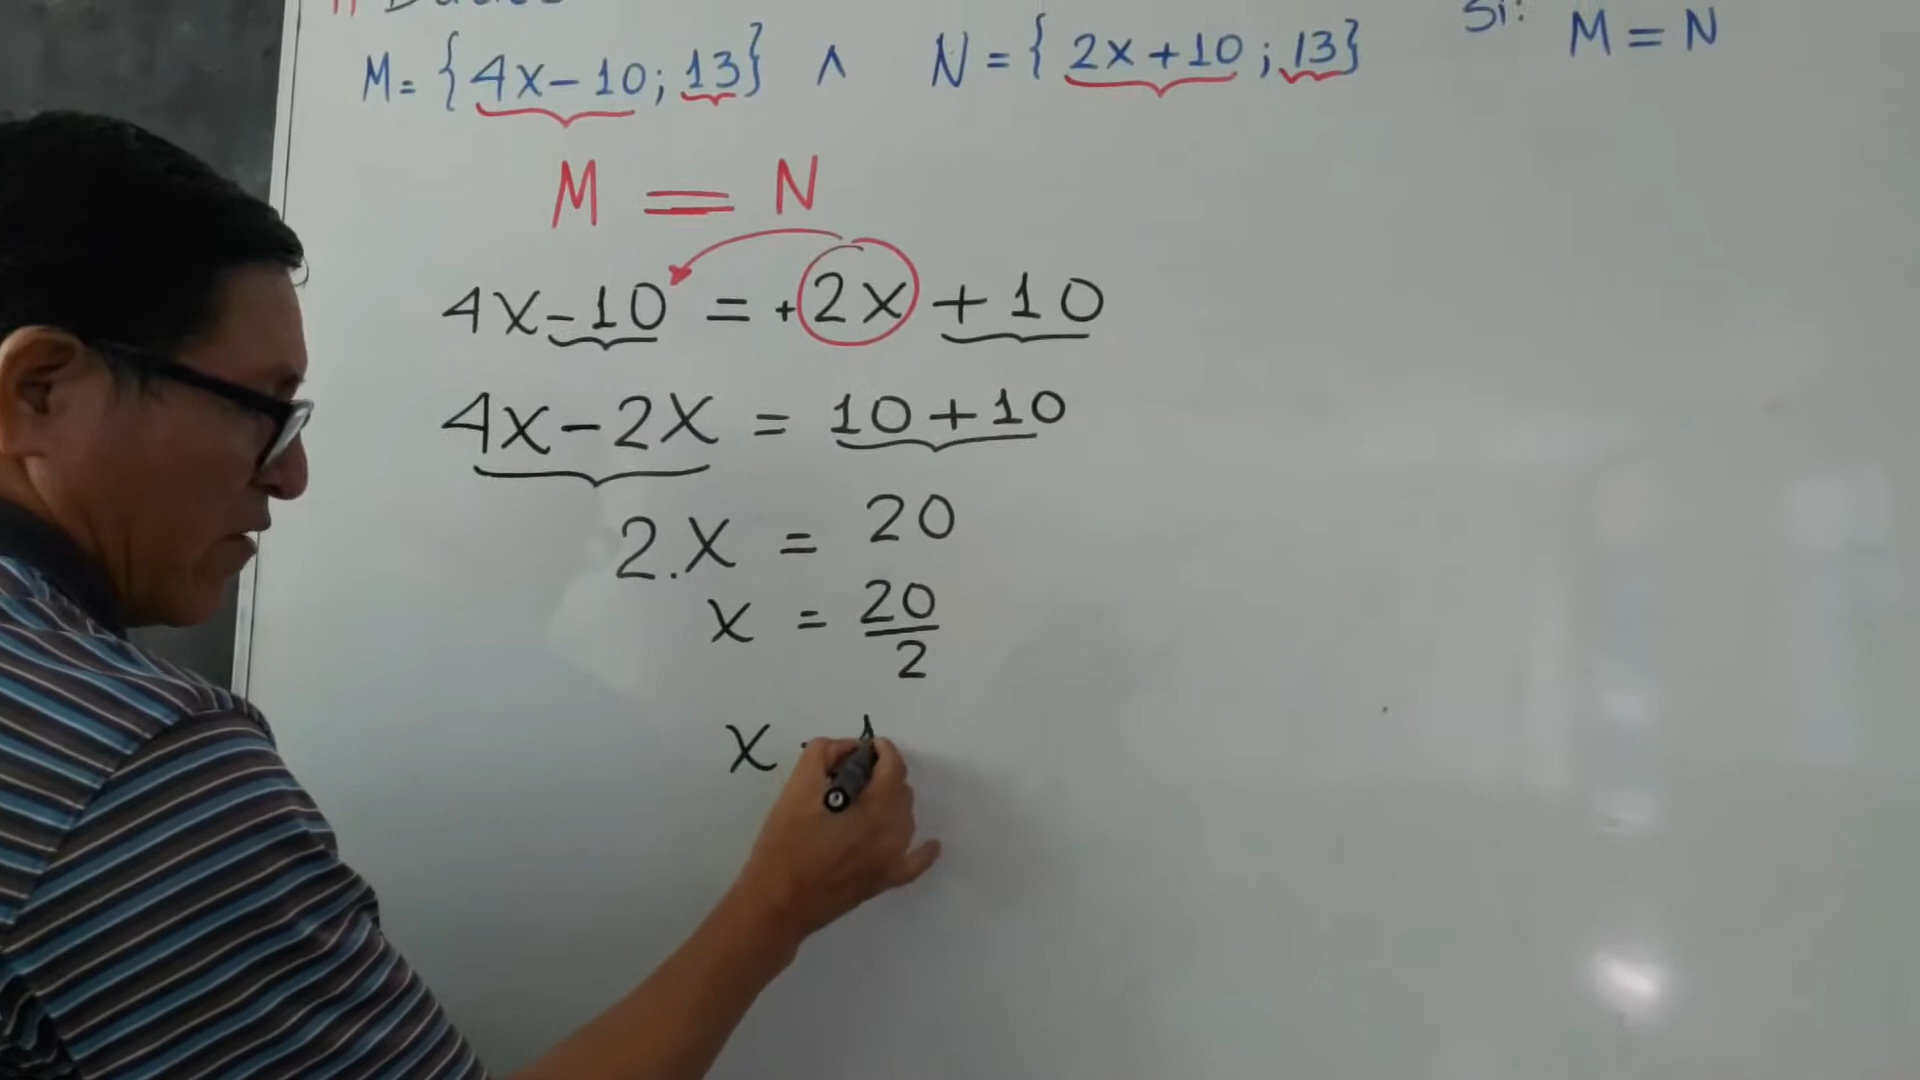 M = {4x - 10; 13} ∧ N = {2x + 10; 13} Si: M = N
M = N
4x - 10 = +2x + 10
4x - 2x = 10 + 10
2.x = 20
x = 20/2
x